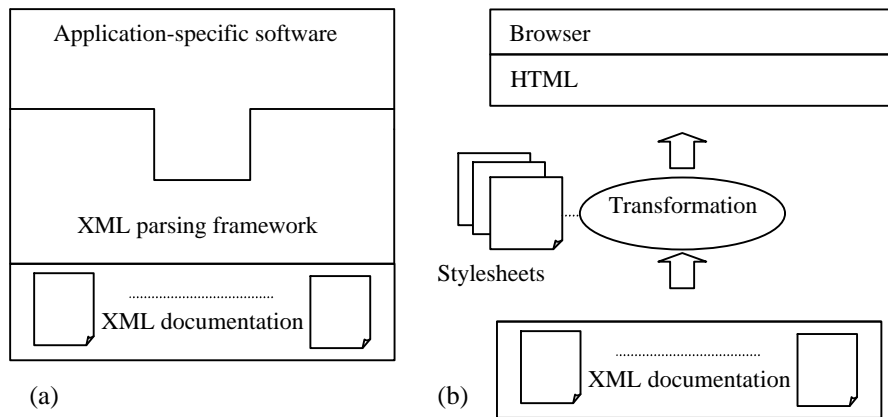 Application-specific software
XML parsing framework
XML documentation
(a)
Browser
HTML
Transformation
Stylesheets
XML documentation
(b)